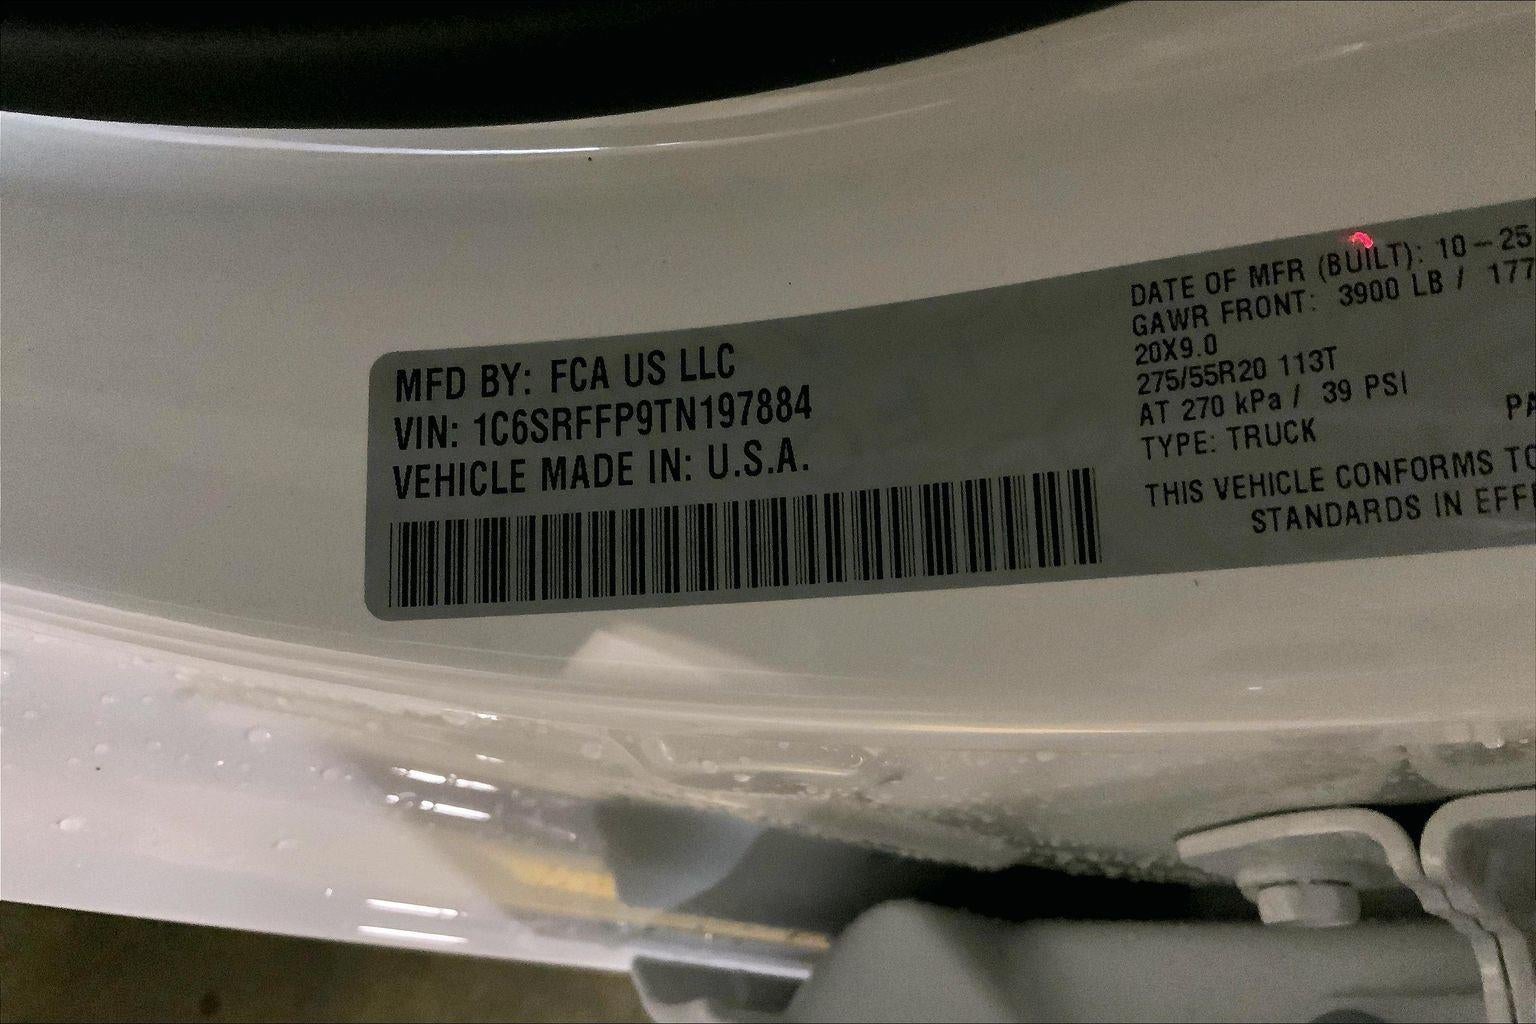 MFD BY: FCA US LLC
VIN: 1C6SRFFP9TN197884
VEHICLE MADE IN: U.S.A.
DATE OF MFR (BUILT): 10-25
GAWR FRONT: 3900 LB / 177
20X9.0
275/55R20 113T
AT 270 kPa / 39 PSI
PA
TYPE: TRUCK
THIS VEHICLE CONFORMS TO
STANDARDS IN EFF